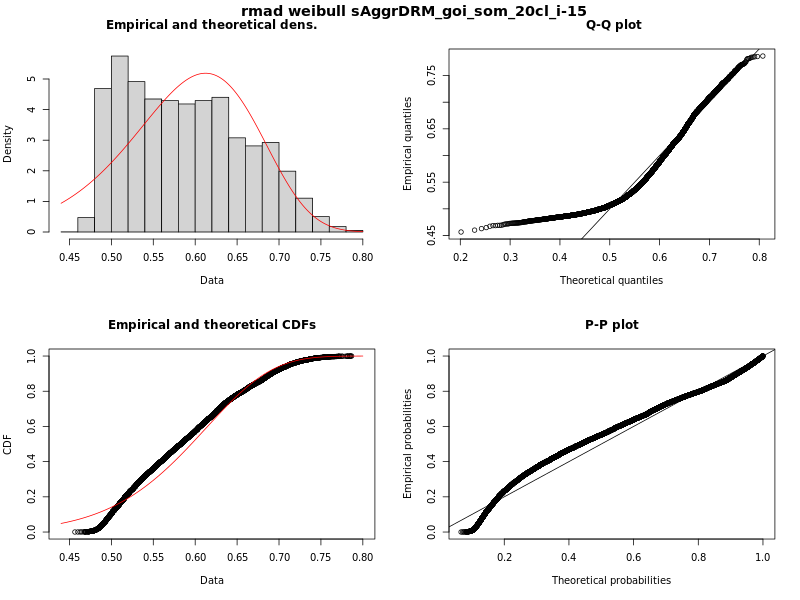 rmad weibull sAggrDRM_goi_som_20cl_i-15
Empirical and theoretical dens.
Density
0 1 2 3 4 5
0.45 0.50 0.55 0.60 0.65 0.70 0.75 0.80
Data
Q-Q plot
Empirical quantiles
0.45 0.55 0.65 0.75
0.2 0.3 0.4 0.5 0.6 0.7 0.8
Theoretical quantiles
Empirical and theoretical CDFs
CDF
0.0 0.2 0.4 0.6 0.8 1.0
0.45 0.50 0.55 0.60 0.65 0.70 0.75 0.80
Data
P-P plot
Empirical probabilities
0.0 0.2 0.4 0.6 0.8 1.0
0.2 0.4 0.6 0.8 1.0
Theoretical probabilities